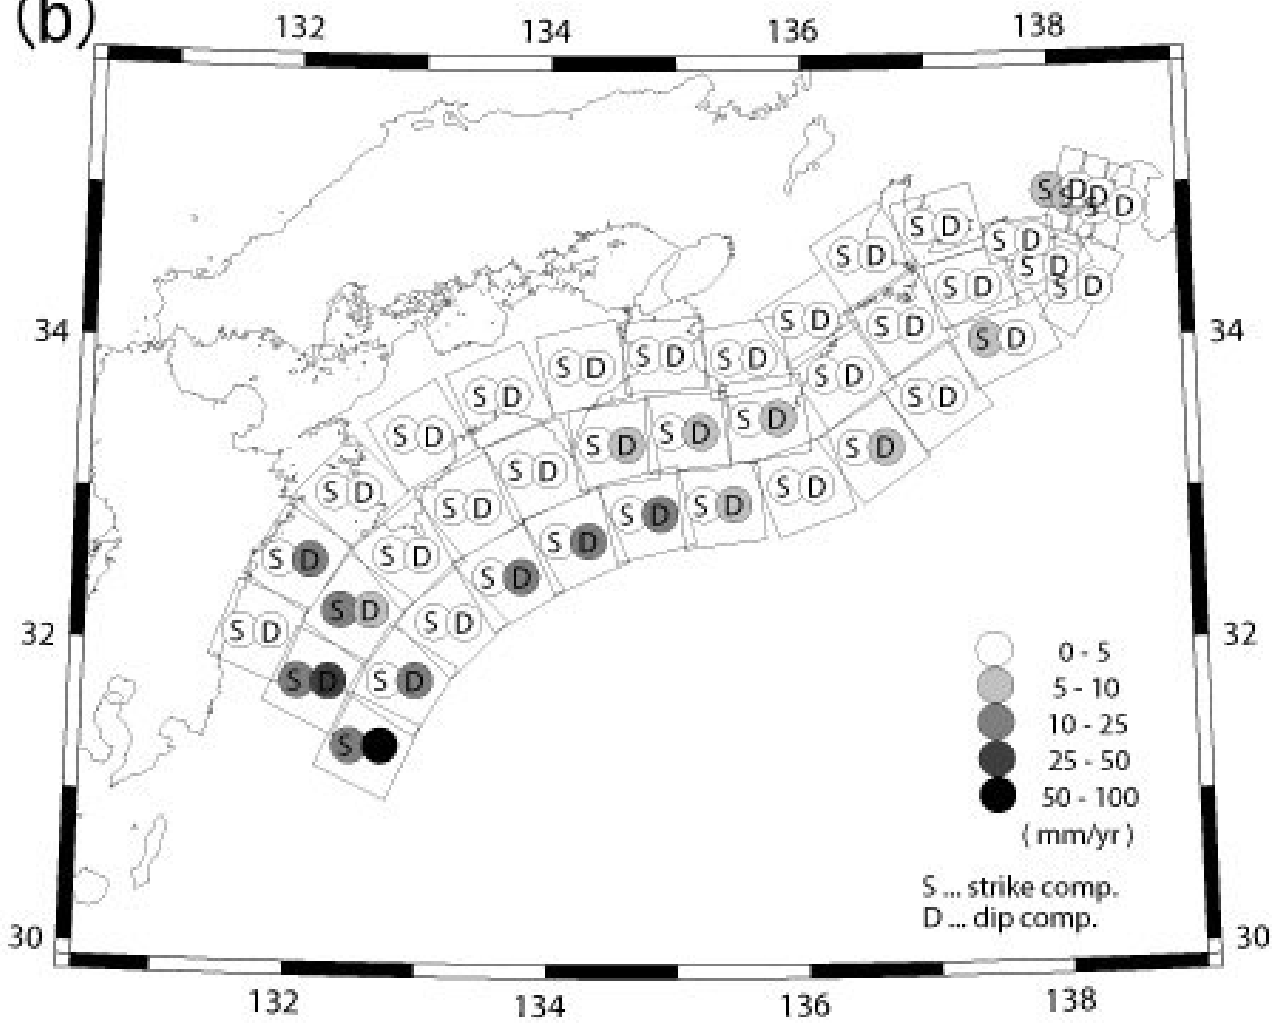 (b)
132 134 136 138
S D S D S D
S D
S D S D
S D S D
S D
S D S D
S D S D
S D S D S D
S D S D
S D S D
S D S D S D
S D S D
S D
S D S D
S D S D
S D S D
S D S D
S D S D
S D
S D
S D S D
S D S D
S
34 34
32 32
30 30
0 - 5
5 - 10
10 - 25
25 - 50
50 - 100
( mm/yr )
S ... strike comp.
D ... dip comp.
132 134 136 138